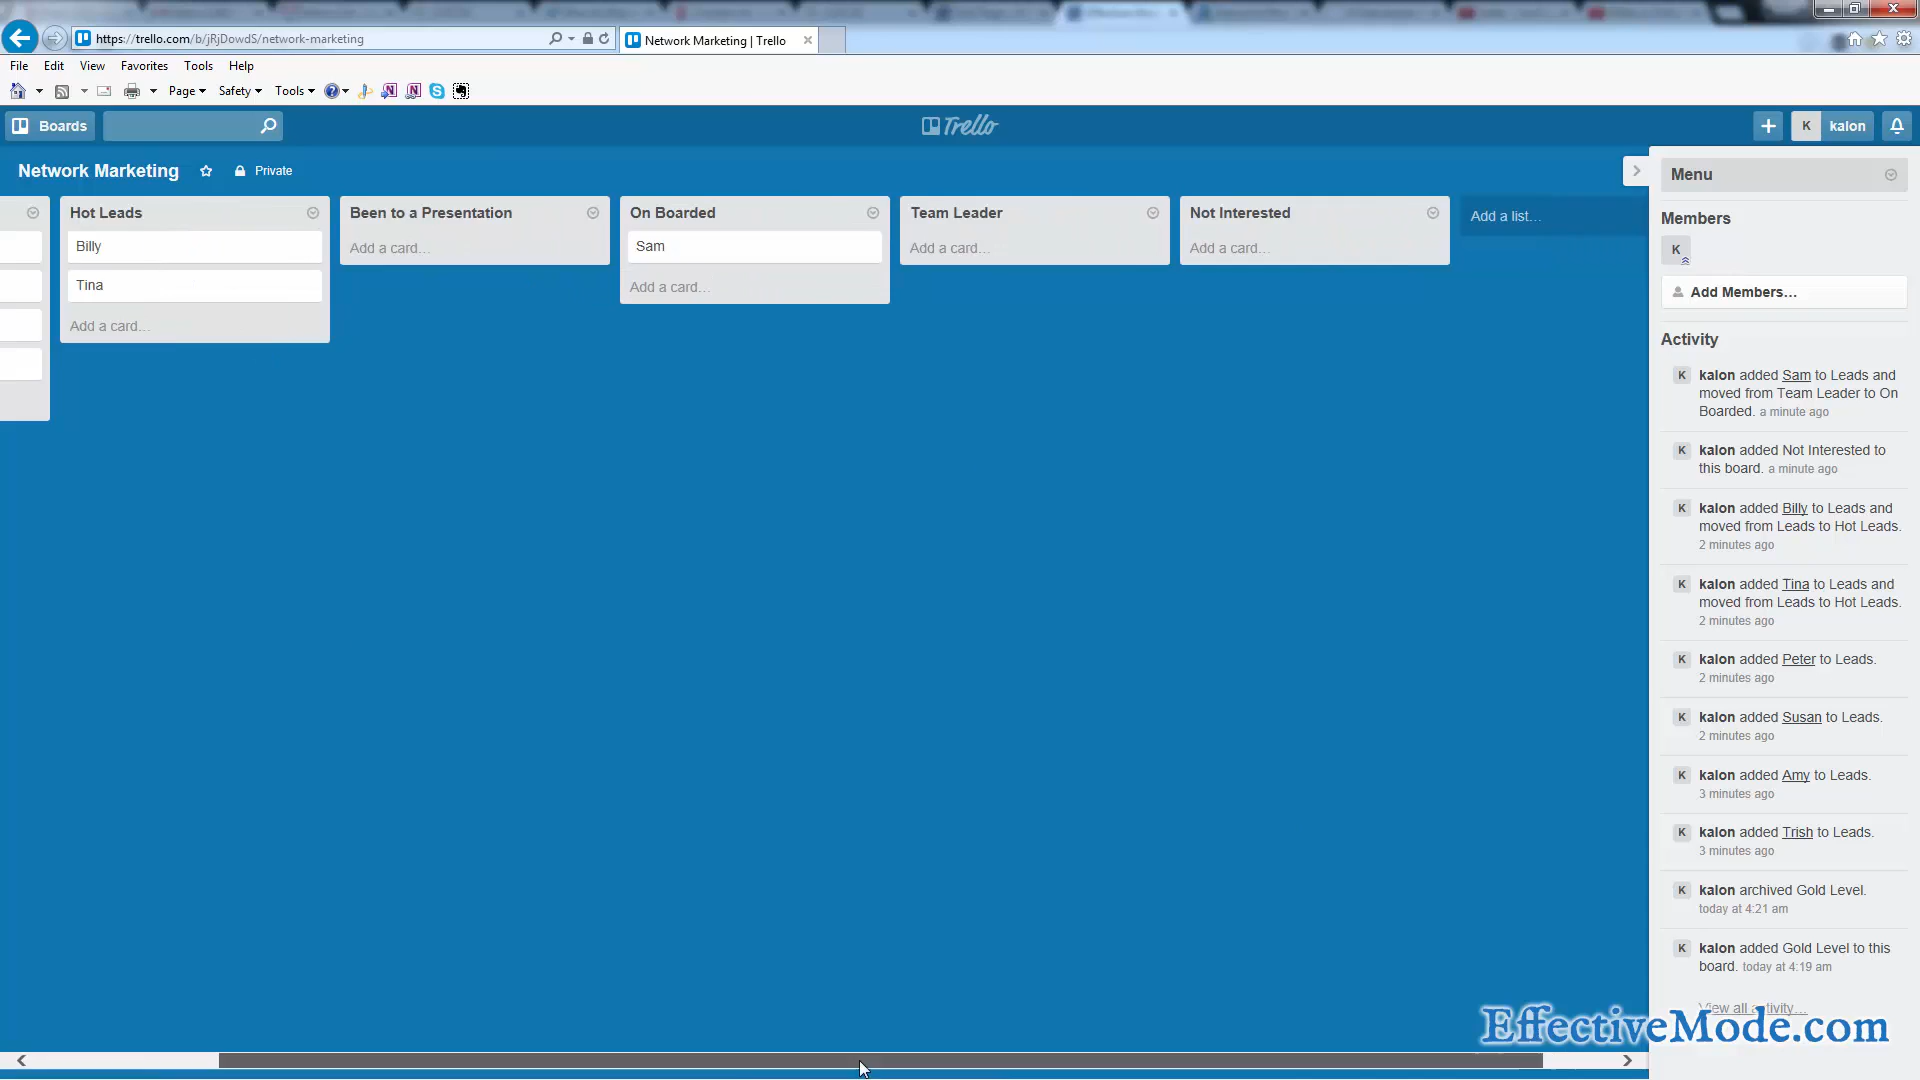 https://trello.com/b/jRjDowdS/network-marketing
Network Marketing | Trello
File Edit View Favorites Tools Help
Page Safety Tools
Boards
Trello
K kalon
Network Marketing Private
Menu
Hot Leads
Billy
Tina
Add a card...
Been to a Presentation
Add a card...
On Boarded
Sam
Add a card...
Team Leader
Add a card...
Not Interested
Add a card...
Add a list...
Members
K
Add Members...
Activity
K kalon added Sam to Leads and
moved from Team Leader to On
Boarded. a minute ago
K kalon added Not Interested to
this board. a minute ago
K kalon added Billy to Leads and
moved from Leads to Hot Leads.
2 minutes ago
K kalon added Tina to Leads and
moved from Leads to Hot Leads.
2 minutes ago
K kalon added Peter to Leads.
2 minutes ago
K kalon added Susan to Leads.
2 minutes ago
K kalon added Amy to Leads.
3 minutes ago
K kalon added Trish to Leads.
3 minutes ago
K kalon archived Gold Level.
today at 4:21 am
K kalon added Gold Level to this
board. today at 4:19 am
View all activity...
EffectiveMode.com